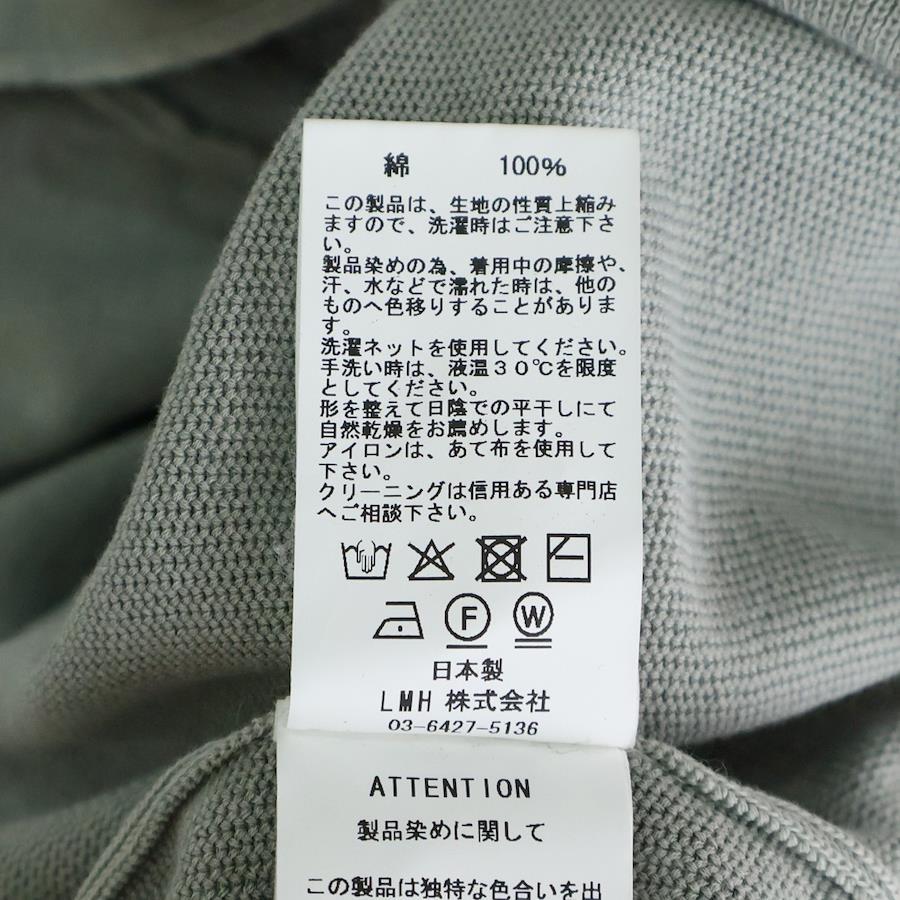 綿 100%
この製品は、生地の性質上縮み
ますので、洗濯時はご注意下さ
い。
製品染めの為、着用中の摩擦や、
汗、水などで濡れた時は、他の
ものへ色移りすることがありま
す。
洗濯ネットを使用してください。
手洗い時は、液温30℃を限度
としてください。
形を整えて日陰での平干しにて
自然乾燥をお薦めします。
アイロンは、あて布を使用して
下さい。
クリーニングは信用ある専門店
へご相談下さい。
F W
日本製
LMH 株式会社
03-6427-5136
ATTENTION
製品染めに関して
この製品は独特な色合いを出